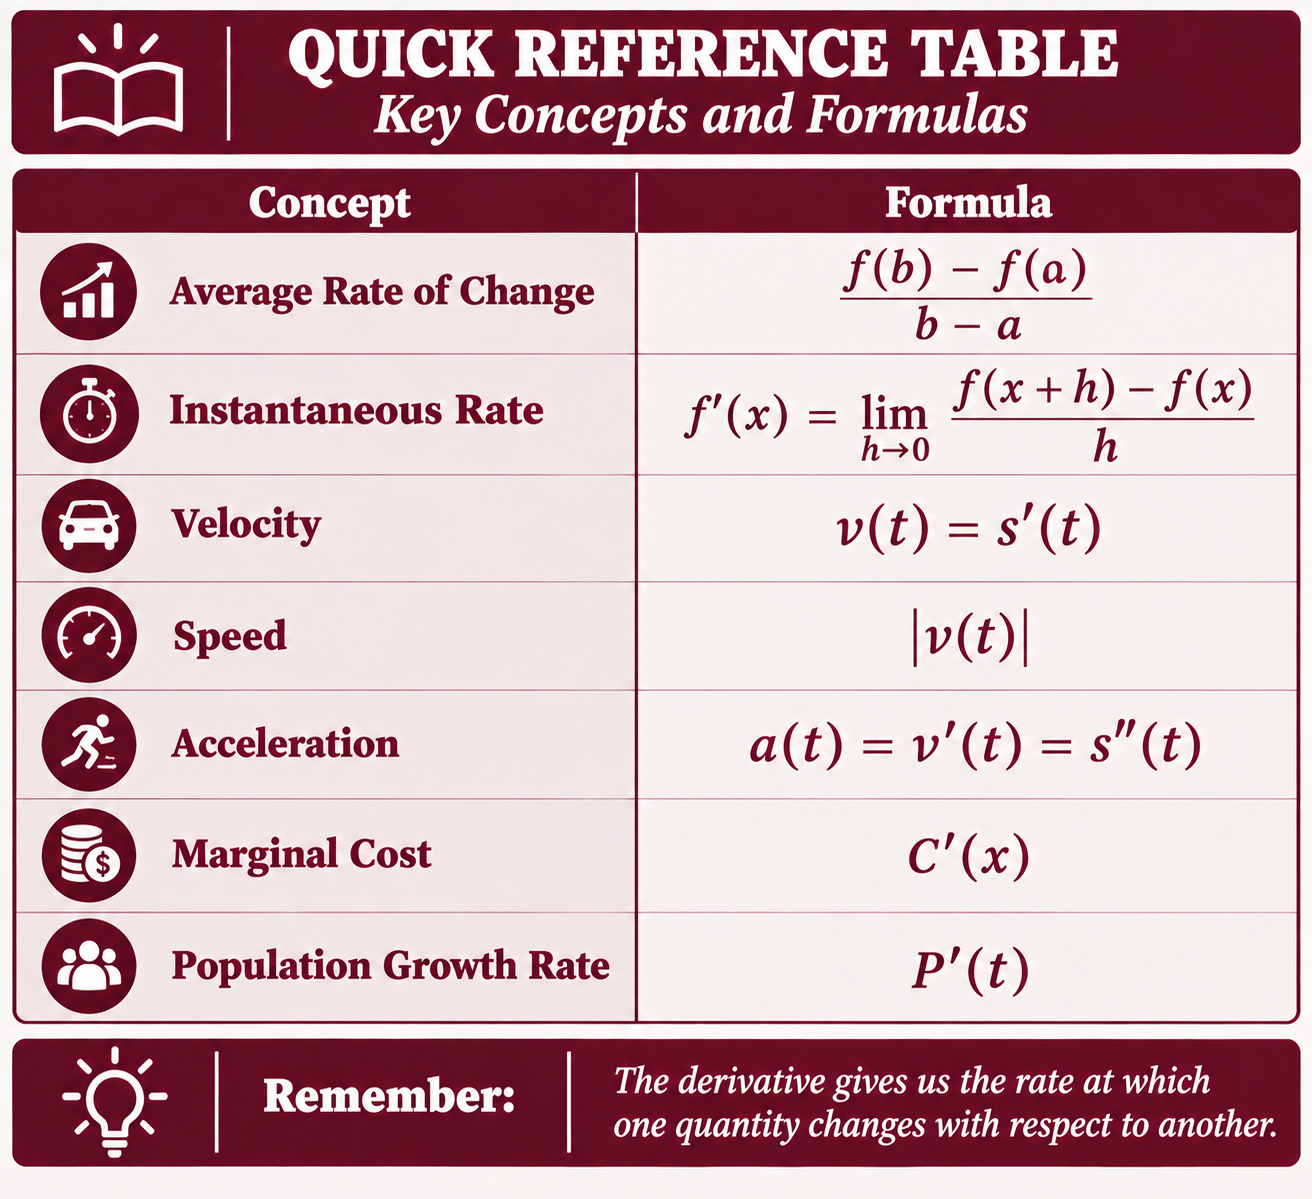 QUICK REFERENCE TABLE
Key Concepts and Formulas
Concept
Formula
Average Rate of Change
f(b) − f(a)
b − a
Instantaneous Rate
f′(x) = lim h→0 f(x + h) − f(x)
h
Velocity
v(t) = s′(t)
Speed
|v(t)|
Acceleration
a(t) = v′(t) = s″(t)
$
Marginal Cost
C′(x)
Population Growth Rate
P′(t)
Remember:
The derivative gives us the rate at which
one quantity changes with respect to another.